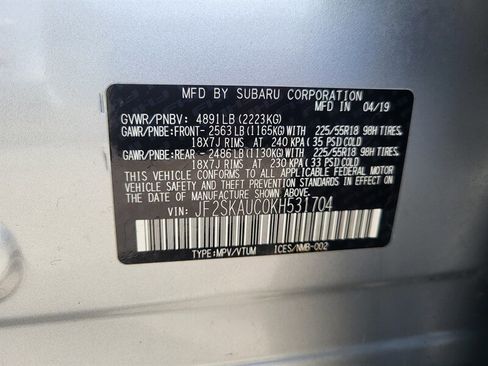 MFD BY SUBARU CORPORATION
MFD IN 04/19
GVWR/PNBV: 4891LB (2223KG)
GAWR/PNBE:FRONT- 2563LB (1165KG)WITH 225/55R18 98H TIRES,
18X7J RIMS AT 240 KPA(35 PSI)COLD
GAWR/PNBE:REAR - 2486LB (1130KG)WITH 225/55R18 98H TIRES,
18X7J RIMS AT 230 KPA(33 PSI)COLD
THIS VEHICLE CONFORMS TO ALL APPLICABLE FEDERAL MOTOR
VEHICLE SAFETY AND THEFT PREVENTION STANDARDS IN EFFECT ON
THE DATE OF MANUFACTURE SHOWN ABOVE.
VIN: JF2SKAUC0KH531704
TYPE:MPV/VTUM ICES/NMB-002